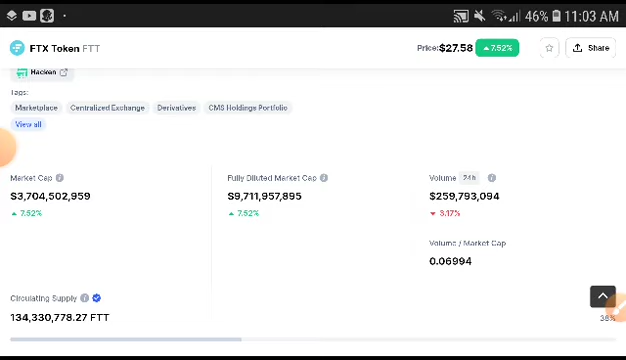 46% 11:03 AM
FTX Token FTT Price: $27.58 7.52% Share
Hacken
Tags:
Marketplace Centralized Exchange Derivatives CMS Holdings Portfolio
View all
Market Cap Fully Diluted Market Cap Volume 24h
$3,704,502,959 $9,711,957,895 $259,793,094
7.52% 7.52% 3.17%
Volume / Market Cap
0.06994
Circulating Supply
134,330,778.27 FTT 38%